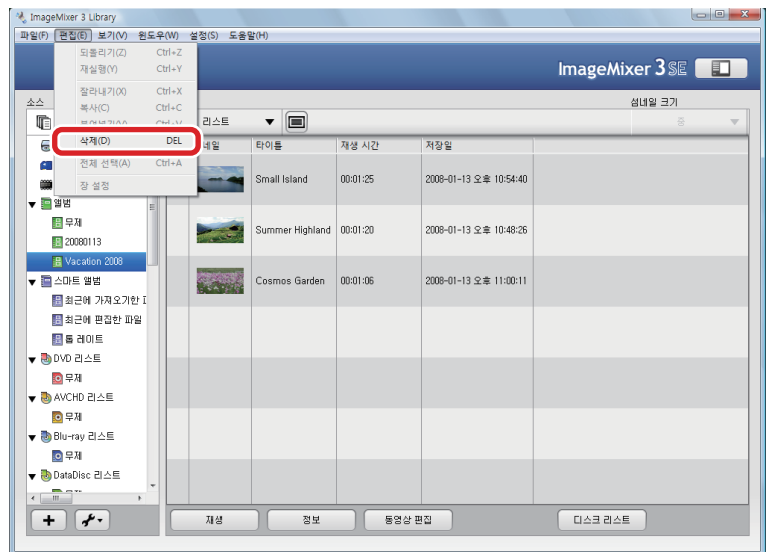 ImageMixer 3 Library
파일(F) 편집(E) 보기(V) 윈도우(W) 설정(S) 도움말(H)
되돌리기(Z) Ctrl+Z
재실행(Y) Ctrl+Y
잘라내기(X) Ctrl+X
복사(C) Ctrl+C
삭제(D) DEL
전체 선택(A) Ctrl+A
장 설정
ImageMixer 3 SE
소스
섬네일 크기
리스트
중
타이틀 재생 시간 저장일
Small Island 00:01:25 2008-01-13 오후 10:54:40
Summer Highland 00:01:20 2008-01-13 오후 10:48:26
Cosmos Garden 00:01:06 2008-01-13 오후 11:00:11
앨범
무제
20080113
Vacation 2008
스마트 앨범
최근에 가져오기한
최근에 편집한 파일
톱 레이트
DVD 리스트
무제
AVCHD 리스트
무제
Blu-ray 리스트
무제
DataDisc 리스트
재생 정보 동영상 편집 디스크 리스트